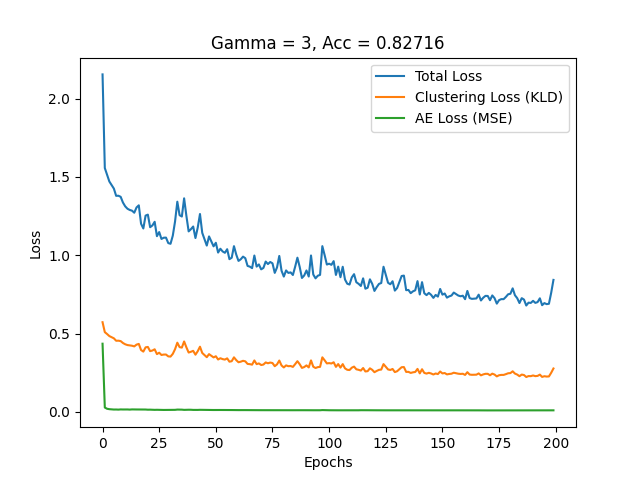 Gamma = 3, Acc = 0.82716
Total Loss
Clustering Loss (KLD)
AE Loss (MSE)
2.0
1.5
1.0
0.5
0.0
Loss
0 25 50 75 100 125 150 175 200
Epochs